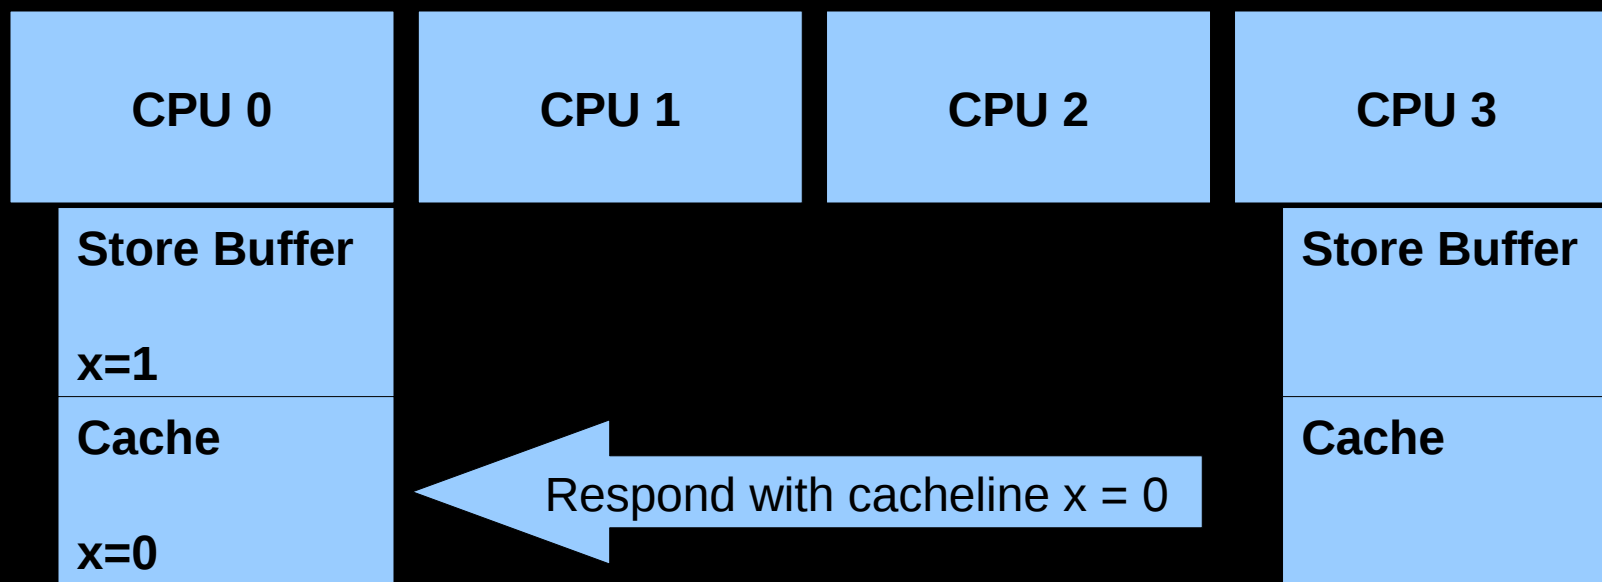 CPU 0
CPU 1
CPU 2
CPU 3
Store Buffer
x=1
Cache
x=0
Respond with cacheline x = 0
Store Buffer
Cache